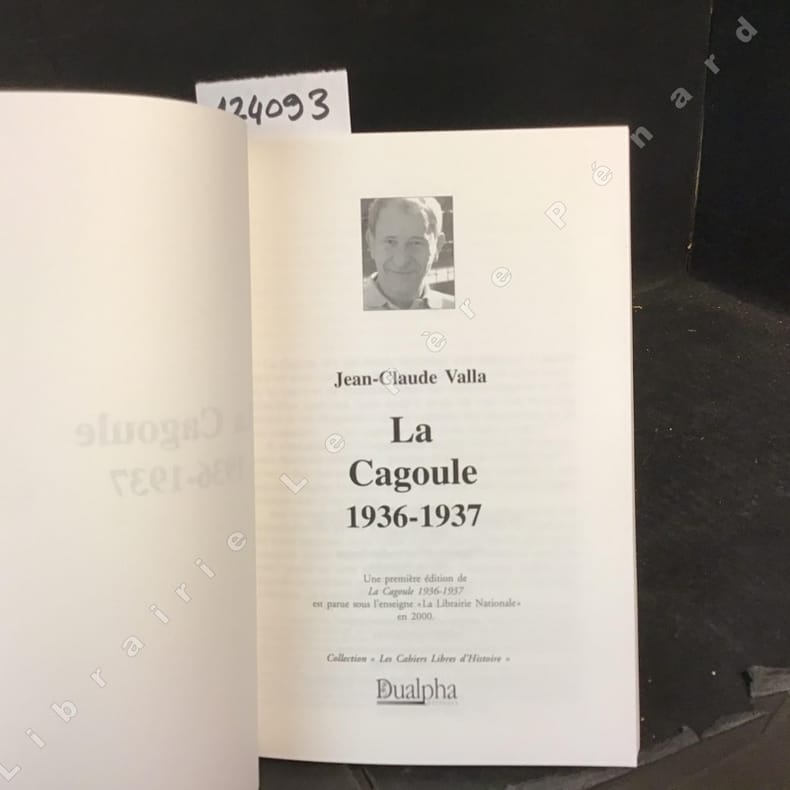 124093
Jean-Claude Valla
La
Cagoule
1936-1937
Une première édition de
La Cagoule 1936-1937
est parue sous l'enseigne «La Librairie Nationale»
en 2000.
Collection « Les Cahiers Libres d'Histoire »
Dualpha
Librairie Le Père Pénard